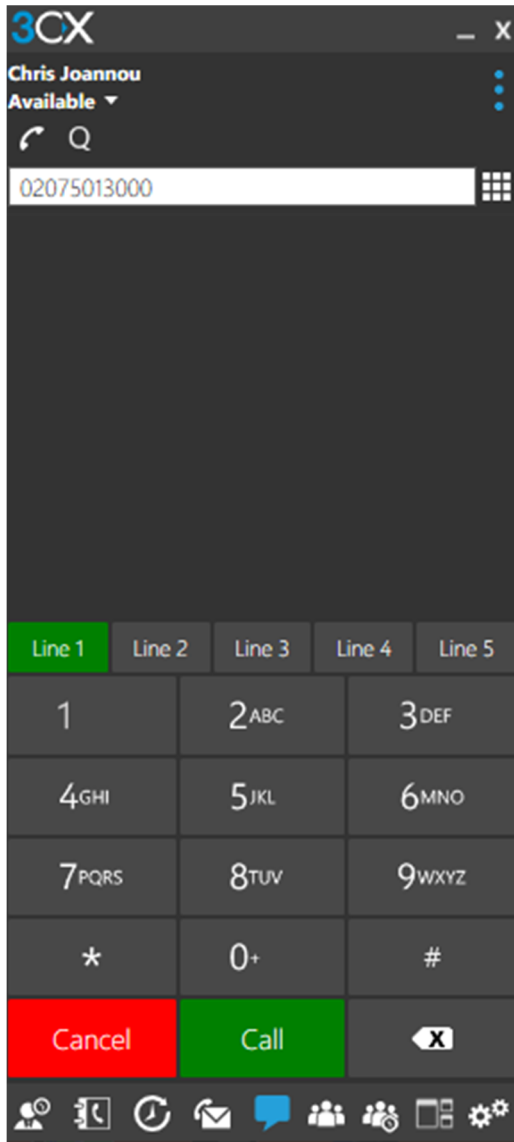 3CX
Chris Joannou
Available
Q
02075013000
Line 1 Line 2 Line 3 Line 4 Line 5
1 2ABC 3DEF
4GHI 5JKL 6MNO
7PQRS 8TUV 9WXYZ
* 0+ #
Cancel Call X